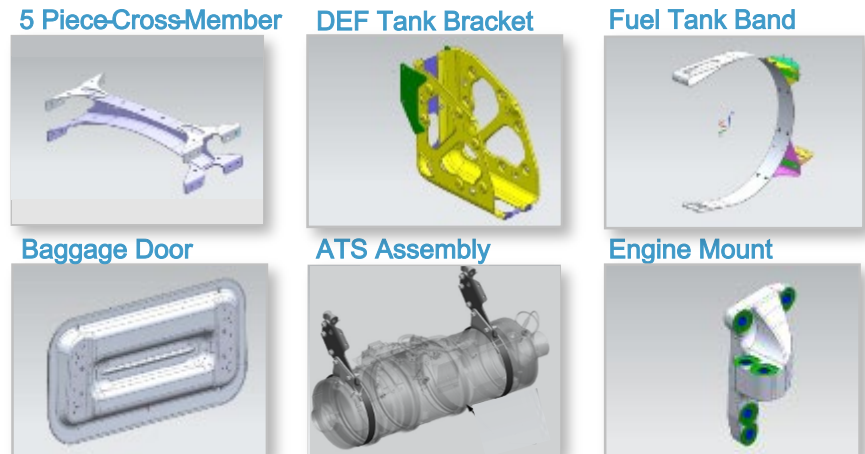 5 Piece-Cross-Member DEF Tank Bracket Fuel Tank Band
Baggage Door ATS Assembly Engine Mount